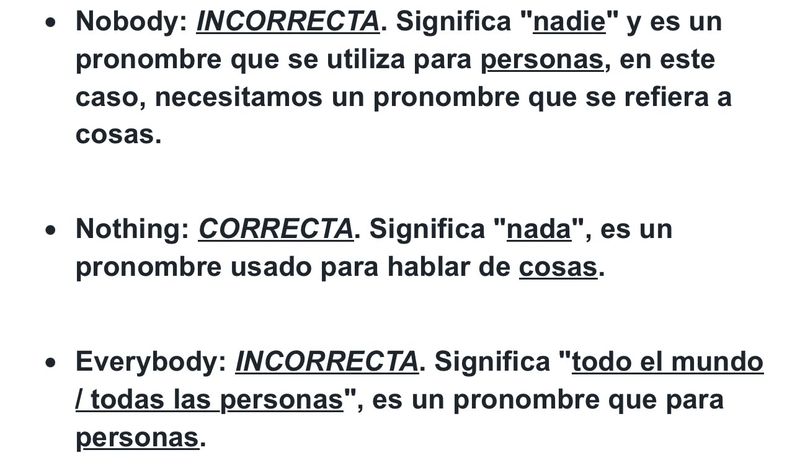 • Nobody: INCORRECTA. Significa "nadie" y es un
pronombre que se utiliza para personas, en este
caso, necesitamos un pronombre que se refiera a
cosas.
• Nothing: CORRECTA. Significa "nada", es un
pronombre usado para hablar de cosas.
• Everybody: INCORRECTA. Significa "todo el mundo
/ todas las personas", es un pronombre que para
personas.